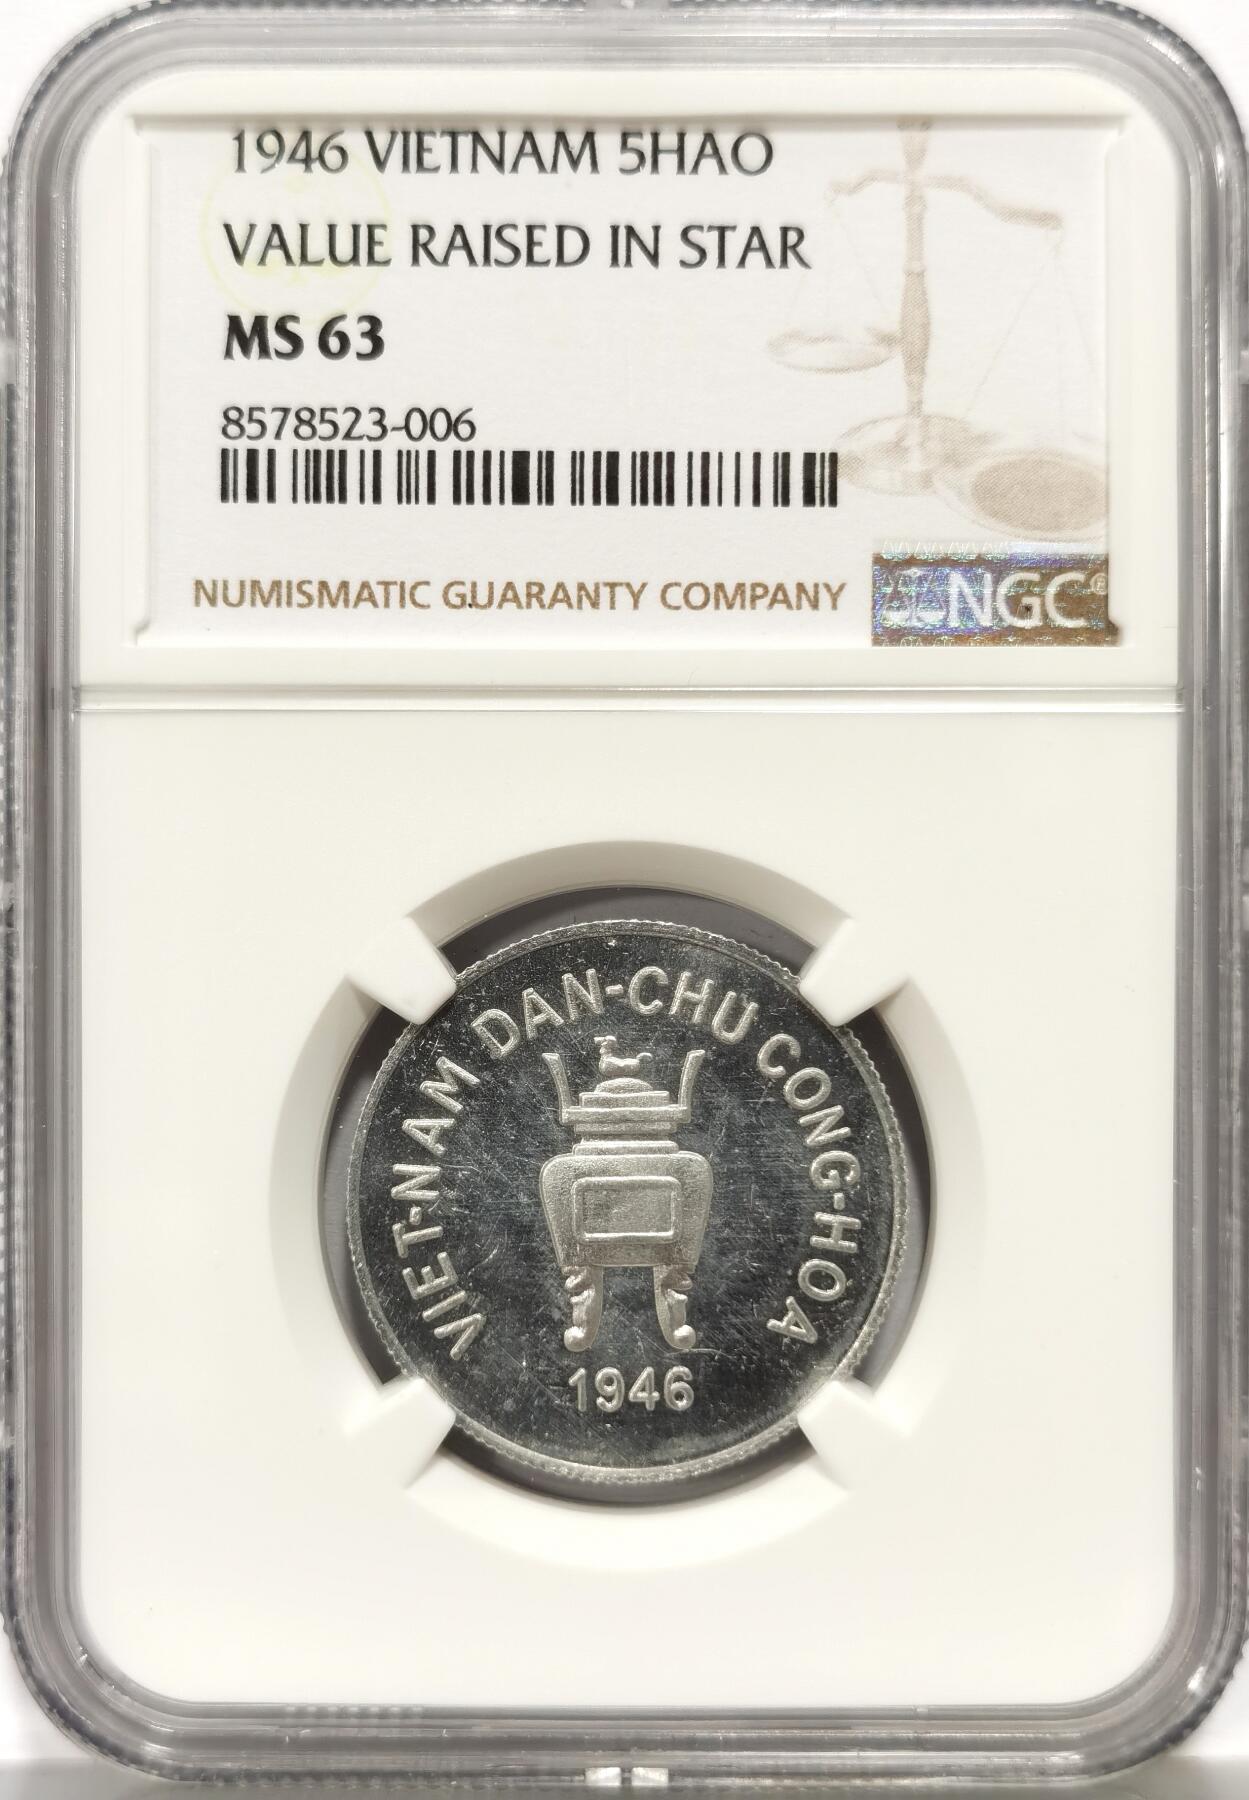 1946 VIETNAM 5HAO
VALUE RAISED IN STAR
MS 63
8578523-006
NUMISMATIC GUARANTY COMPANY
NGC®
VIET-NAM DAN-CHU CONG-HOA
1946